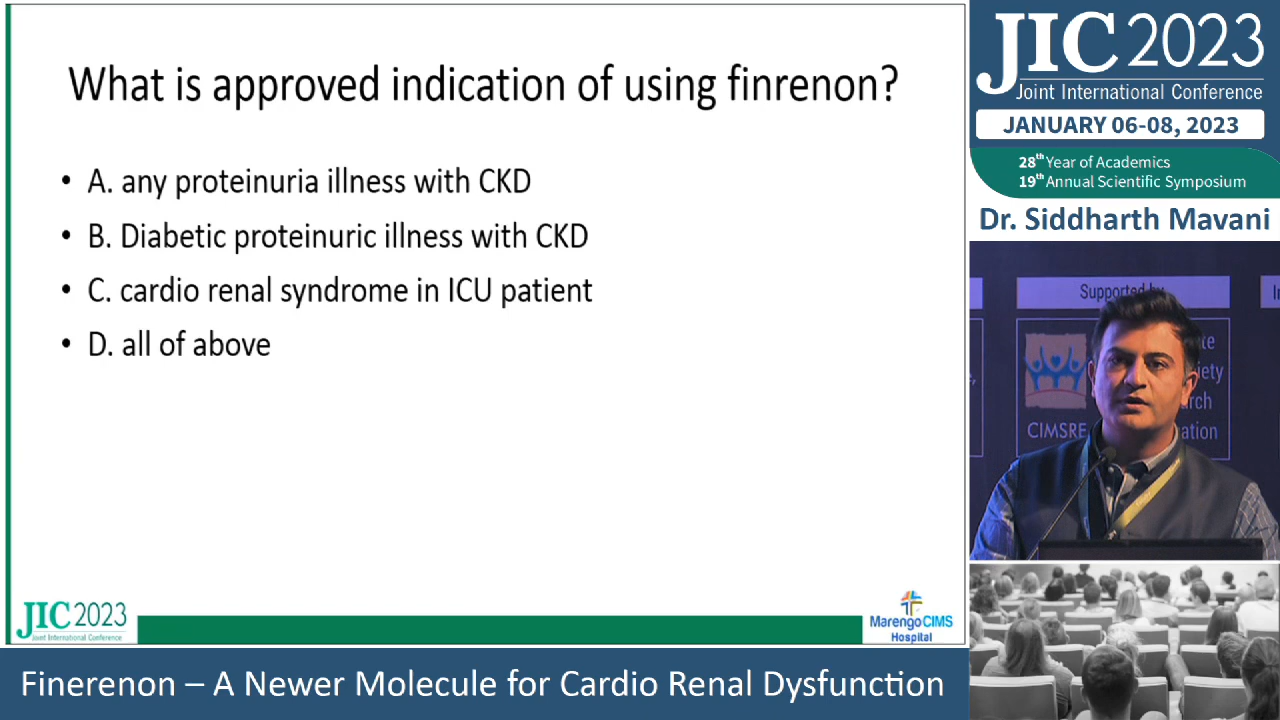 What is approved indication of using finrenon?
• A. any proteinuria illness with CKD
• B. Diabetic proteinuric illness with CKD
• C. cardio renal syndrome in ICU patient
• D. all of above
JIC 2023
Joint International Conference
Marengo CIMS
Hospital
JIC 2023
Joint International Conference
JANUARY 06-08, 2023
28th Year of Academics
19th Annual Scientific Symposium
Dr. Siddharth Mavani
Supported by
CIMSRE
Finerenon – A Newer Molecule for Cardio Renal Dysfunction